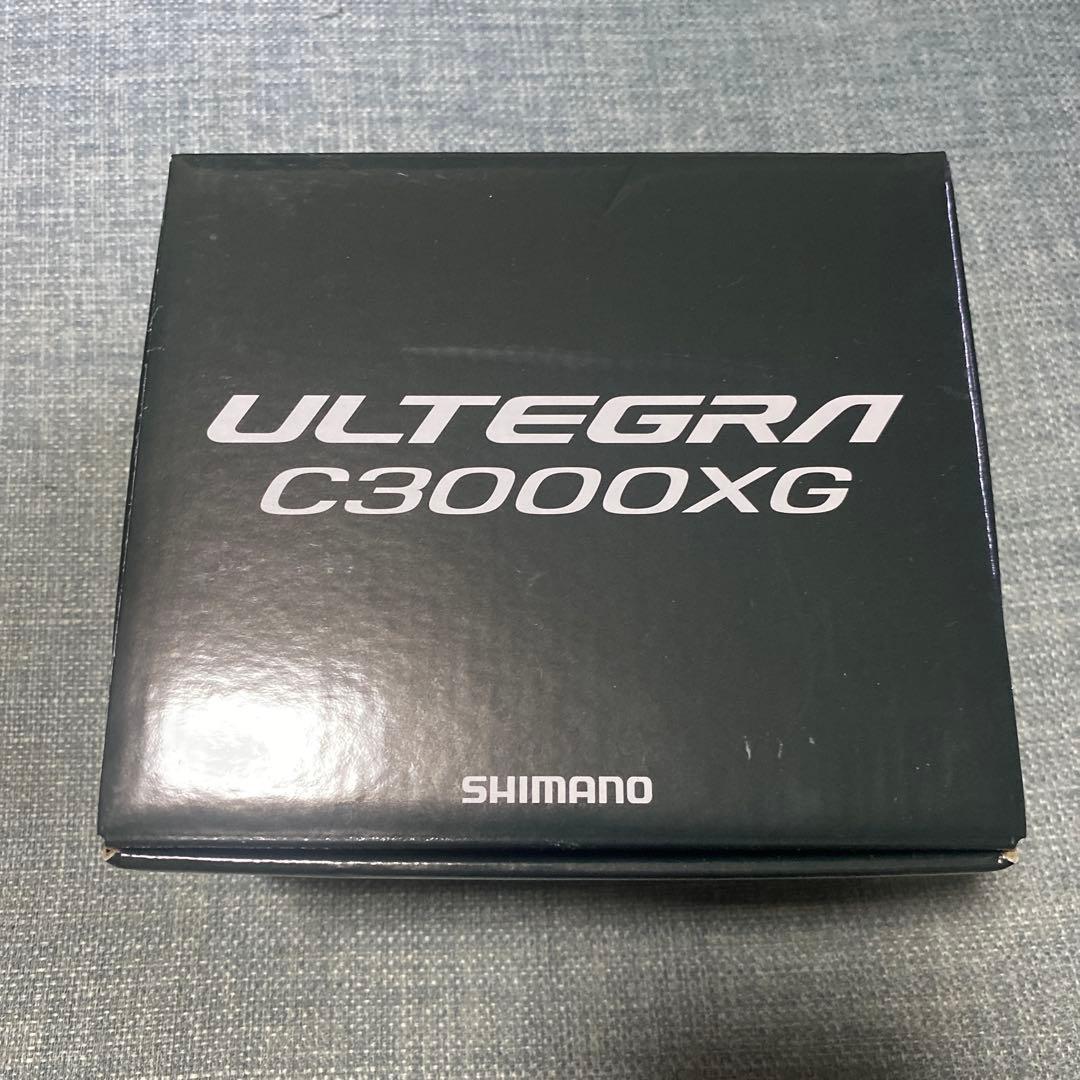 ULTEGRA
C3000XG
SHIMANO